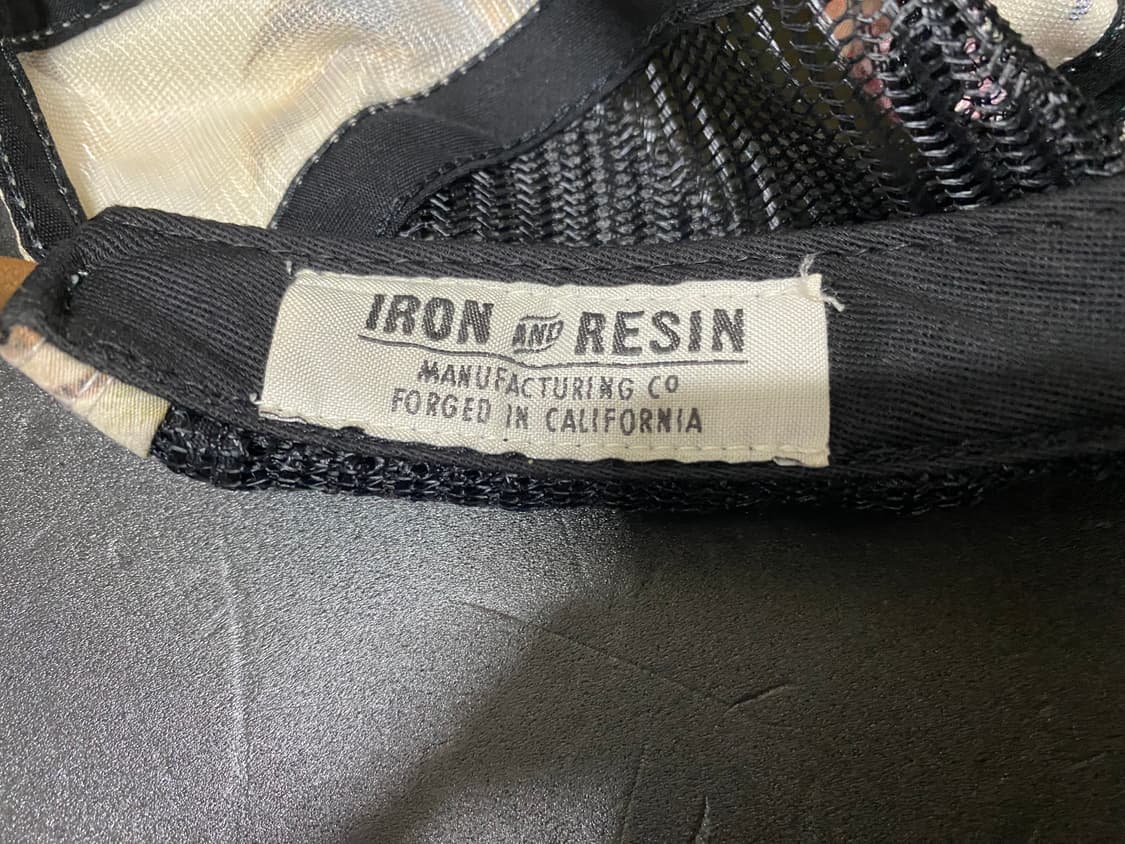 IRON AND RESIN
MANUFACTURING CO
FORGED IN CALIFORNIA